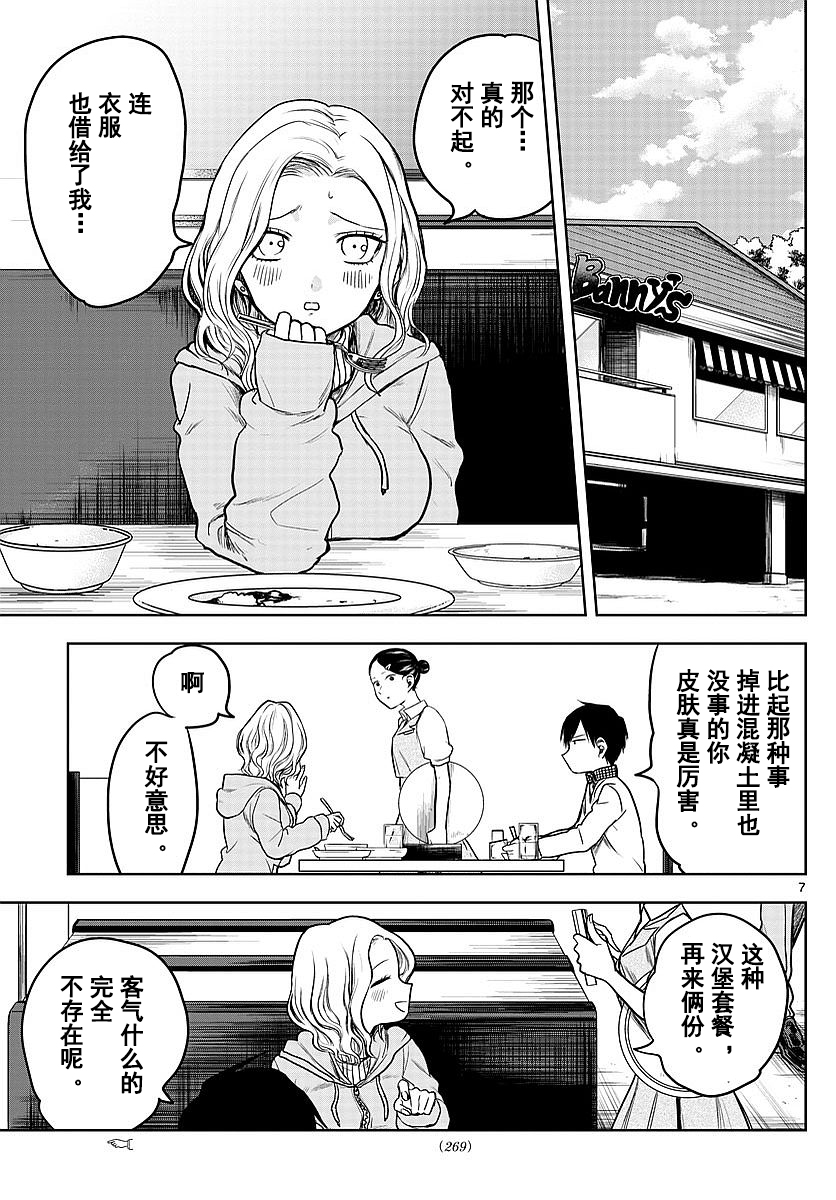 Banny's
那个…
真的
对不起。
连
衣服
也借给了我…
比起那种事
掉进混凝土里也
没事的你
皮肤真是厉害。
啊
不好意思。
7
这种
汉堡套餐，
再来俩份。
客气什么的
完全
不存在呢。
(269)